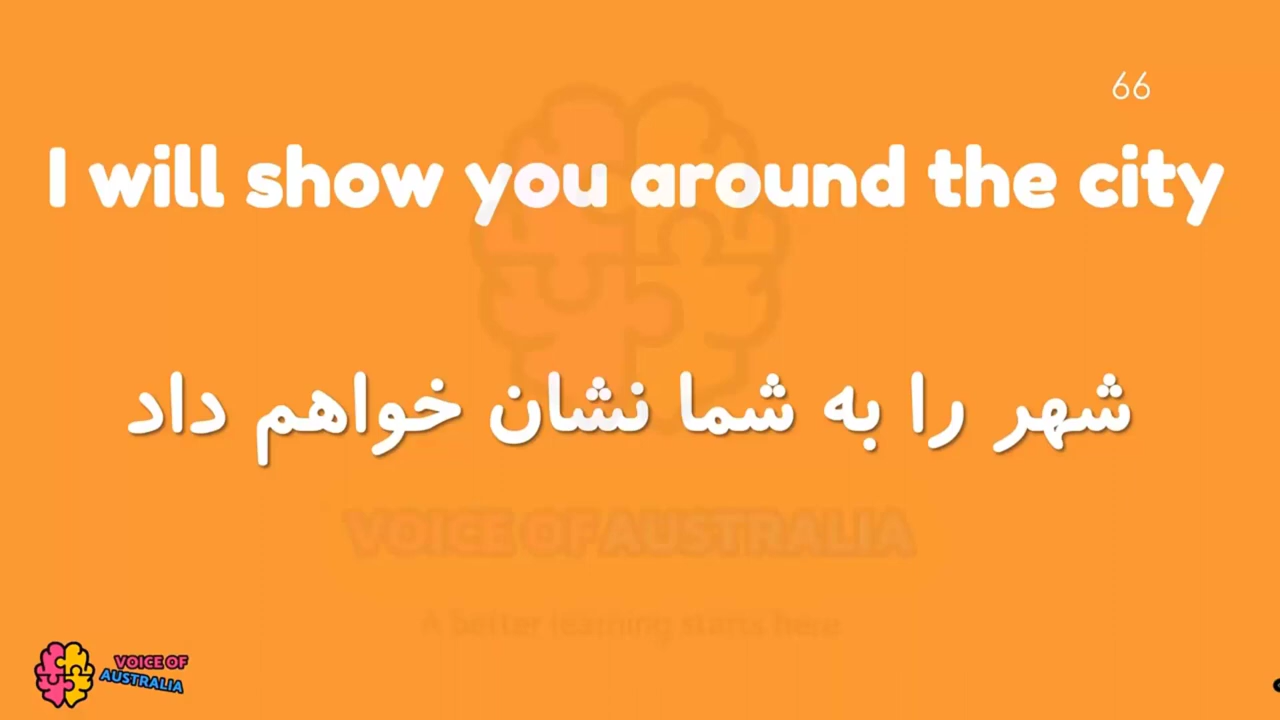 66
I will show you around the city
شهر را به شما نشان خواهم داد
VOICE OF AUSTRALIA
A better learning starts here
VOICE OF
AUSTRALIA